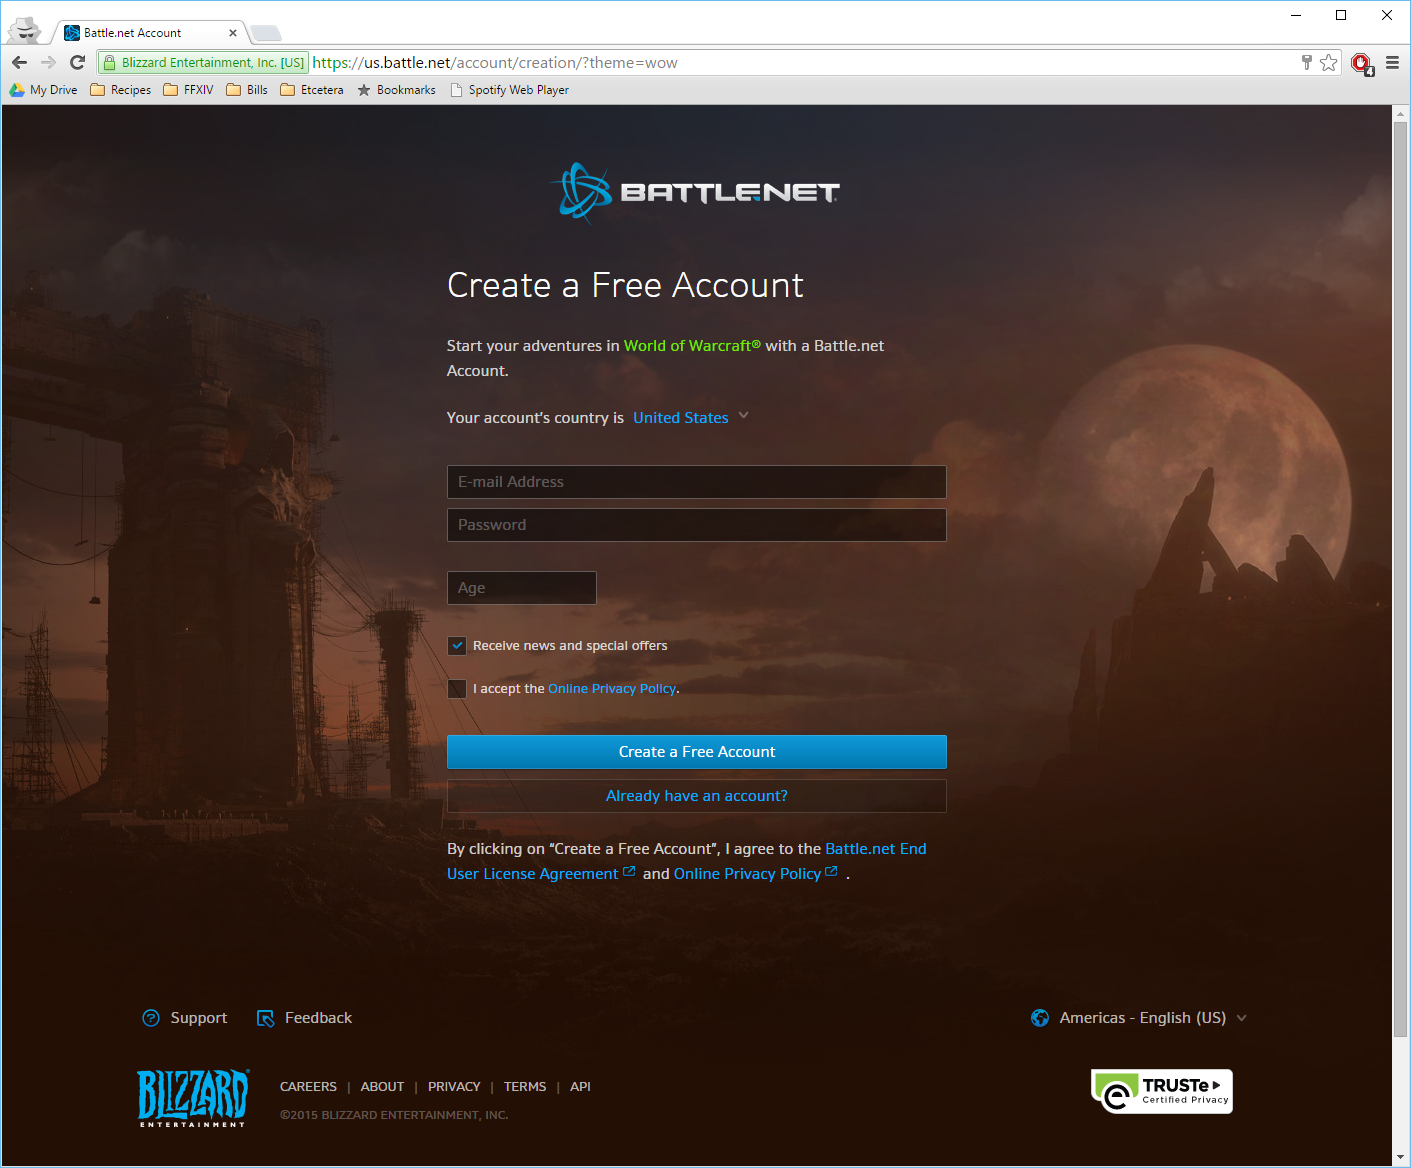 Battle.net Account
Blizzard Entertainment, Inc. [US] https://us.battle.net/account/creation/?theme=wow
4
My Drive Recipes FFXIV Bills Etcetera Bookmarks Spotify Web Player
BATTLE.NET
Create a Free Account
Start your adventures in World of Warcraft® with a Battle.net
Account.
Your account's country is United States
E-mail Address
Password
Age
Receive news and special offers
I accept the Online Privacy Policy.
Create a Free Account
Already have an account?
By clicking on “Create a Free Account”, I agree to the Battle.net End
User License Agreement and Online Privacy Policy .
Support Feedback Americas - English (US)
BLIZZARD
ENTERTAINMENT
CAREERS | ABOUT | PRIVACY | TERMS | API
©2015 BLIZZARD ENTERTAINMENT, INC.
TRUSTe
Certified Privacy